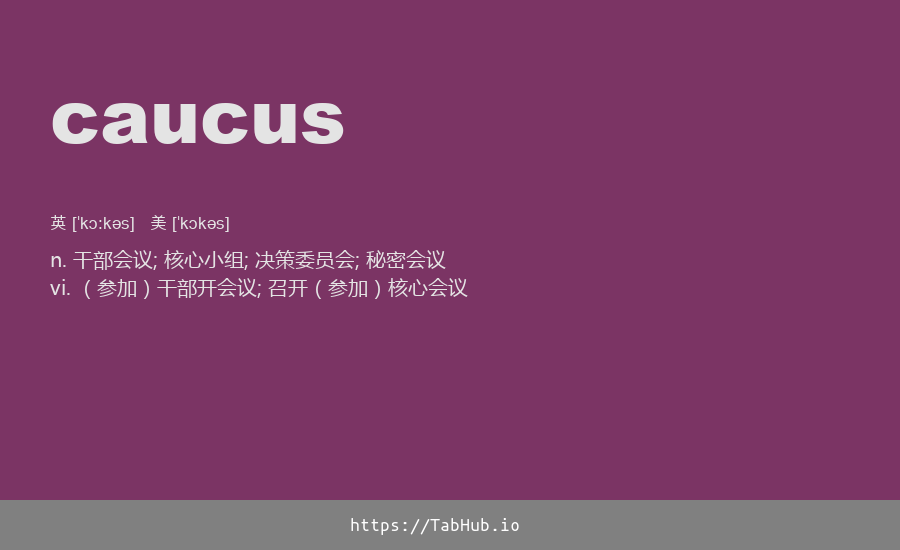 caucus
英 [ˈkɔːkəs] 美 [ˈkɔkəs]
n. 干部会议; 核心小组; 决策委员会; 秘密会议
vi. （参加）干部开会议; 召开（参加）核心会议
https://TabHub.io